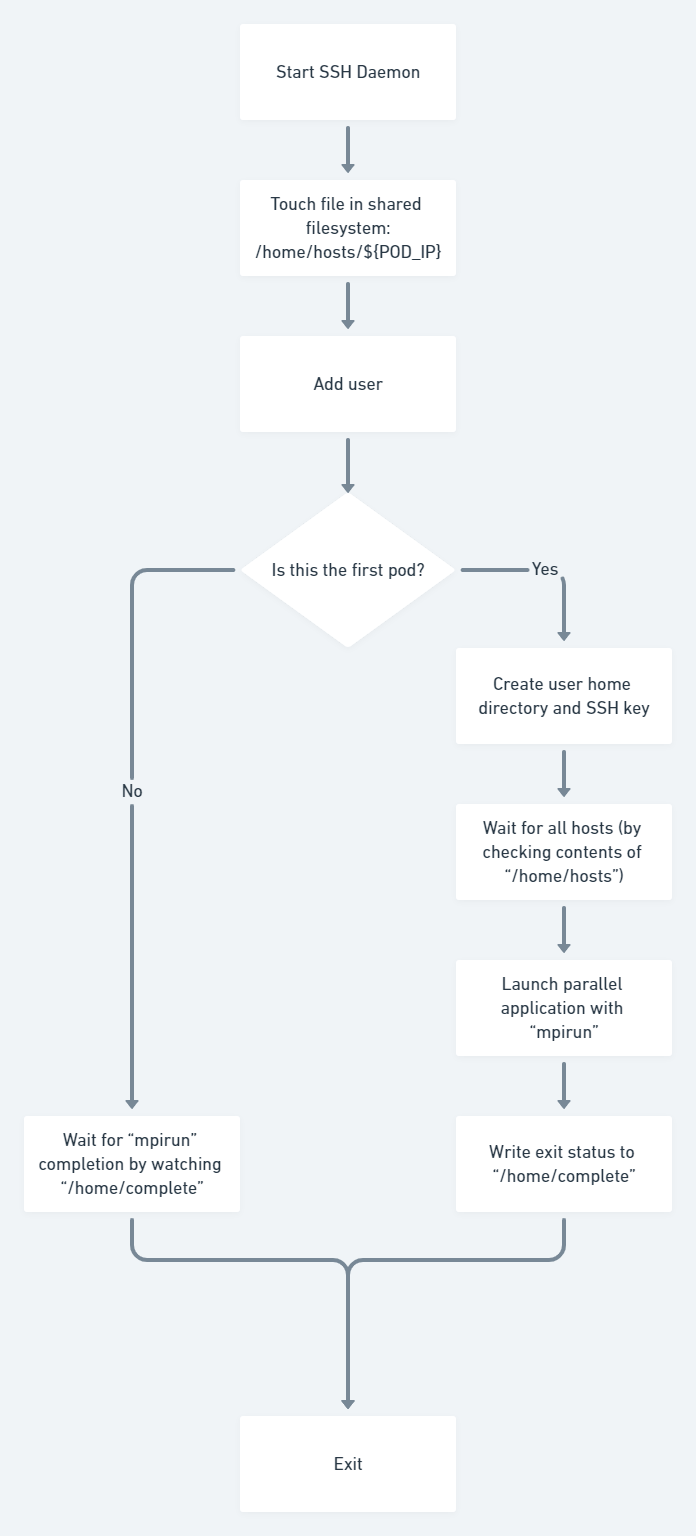 Start SSH Daemon
Touch file in shared
filesystem:
/home/hosts/${POD_IP}
Add user
Is this the first pod?
Yes
Create user home
directory and SSH key
No
Wait for all hosts (by
checking contents of
“/home/hosts”)
Launch parallel
application with
“mpirun”
Wait for “mpirun”
completion by watching
“/home/complete”
Write exit status to
“/home/complete”
Exit